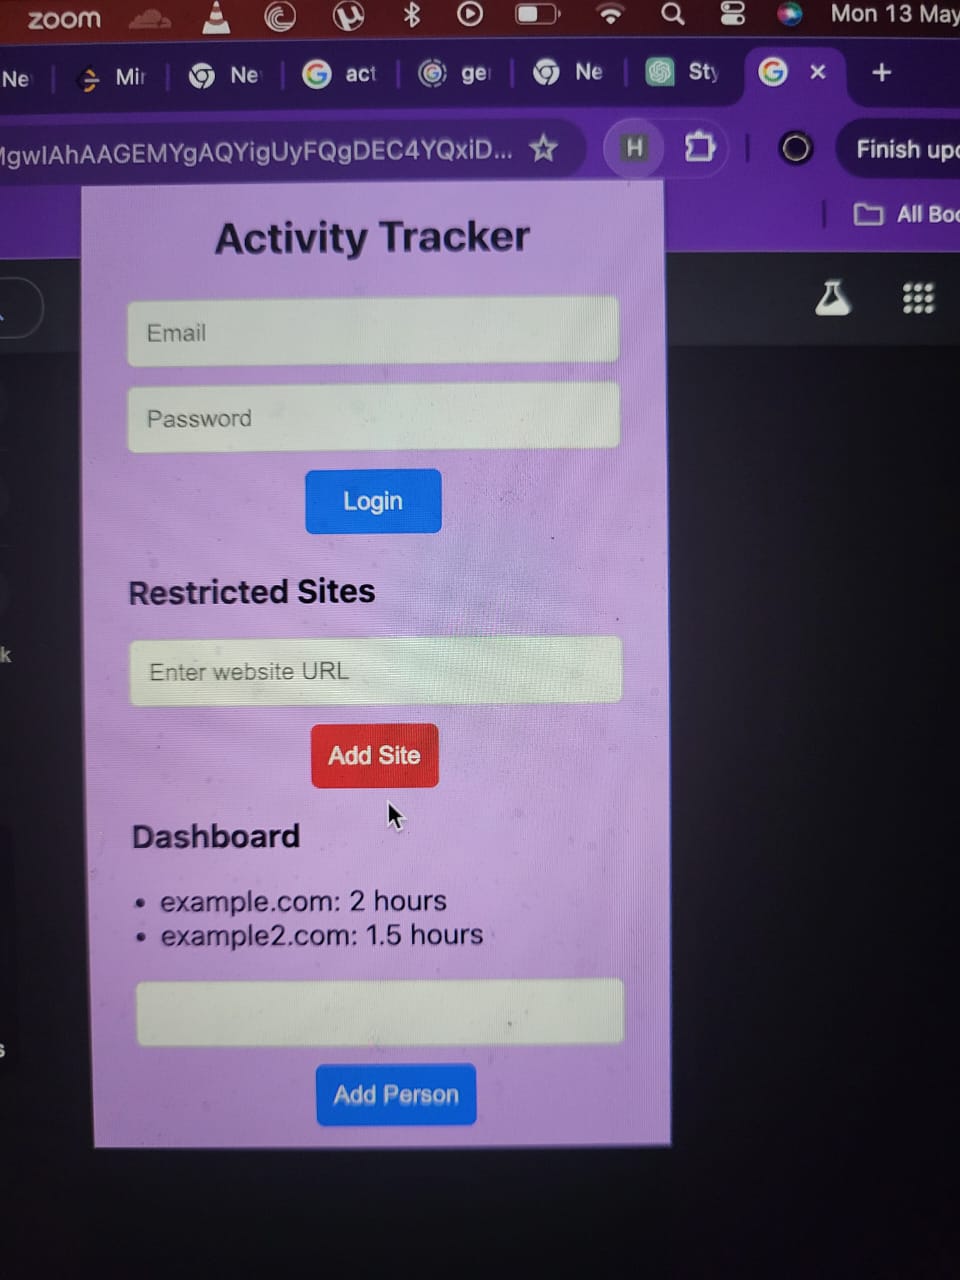 zoom
Mon 13 May
Ne
Mir
Ne
act
ge
Ne
Sty
MgwIAhAAGEMYgAQYigUyFQgDEC4YQxiD...
H
Finish upd
All Boo
Activity Tracker
Email
Password
Login
Restricted Sites
k
Enter website URL
Add Site
Dashboard
• example.com: 2 hours
• example2.com: 1.5 hours
s
Add Person